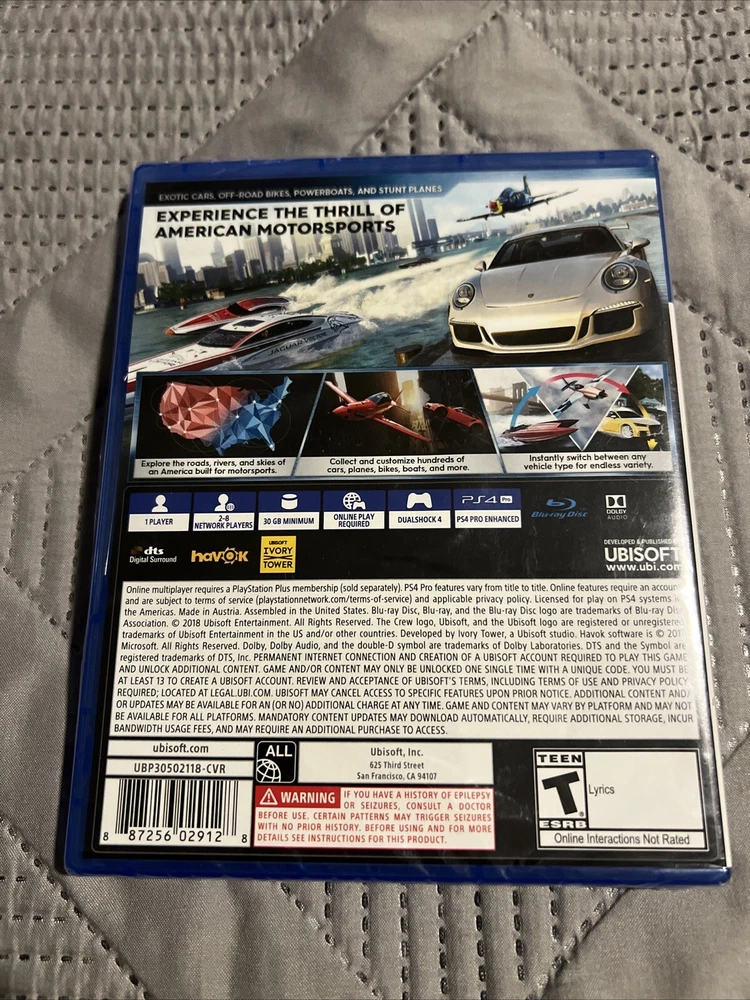 EXOTIC CARS, OFF-ROAD BIKES, POWERBOATS, AND STUNT PLANES
EXPERIENCE THE THRILL OF
AMERICAN MOTORSPORTS
JAGUAR VECTOR
Explore the roads, rivers, and skies of
an America built for motorsports.
Collect and customize hundreds of
cars, planes, bikes, boats, and more.
Instantly switch between any
vehicle type for endless variety.
1 PLAYER
2-8
NETWORK PLAYERS
30 GB MINIMUM
ONLINE PLAY
REQUIRED
DUALSHOCK 4
PS4 Pro
PS4 PRO ENHANCED
Blu-ray Disc
DOLBY
AUDIO
dts
Digital Surround
havok
UBISOFT
IVORY
TOWER
DEVELOPED & PUBLISHED
UBISOFT
www.ubi.com
Online multiplayer requires a PlayStation Plus membership (sold separately). PS4 Pro features vary from title to title. Online features require an account
and are subject to terms of service (playstationnetwork.com/terms-of-service) and applicable privacy policy. Licensed for play on PS4 systems
the Americas. Made in Austria. Assembled in the United States. Blu-ray Disc, Blu-ray, and the Blu-ray Disc logo are trademarks of Blu-ray Disc
Association. © 2018 Ubisoft Entertainment. All Rights Reserved. The Crew logo, Ubisoft, and the Ubisoft logo are registered or unregistered
trademarks of Ubisoft Entertainment in the US and/or other countries. Developed by Ivory Tower, a Ubisoft studio. Havok software is © 201
Microsoft. All Rights Reserved. Dolby, Dolby Audio, and the double-D symbol are trademarks of Dolby Laboratories. DTS and the Symbol are
registered trademarks of DTS, Inc. PERMANENT INTERNET CONNECTION AND CREATION OF UBISOFT ACCOUNT REQUIRED TO PLAY THIS GAME
AND UNLOCK ADDITIONAL CONTENT. GAME AND/OR CONTENT MAY ONLY BE UNLOCKED ONE SINGLE TIME WITH A UNIQUE CODE. YOU MUST BE
AT LEAST 13 TO CREATE A UBISOFT ACCOUNT. REVIEW AND ACCEPTANCE OF UBISOFT'S TERMS, INCLUDING TERMS OF USE AND PRIVACY POLICY
REQUIRED; LOCATED AT LEGAL.UBI.COM. UBISOFT MAY CANCEL ACCESS TO SPECIFIC FEATURES UPON PRIOR NOTICE. ADDITIONAL CONTENT AND/
OR UPDATES MAY BE AVAILABLE FOR AN (OR NO) ADDITIONAL CHARGE AT ANY TIME. GAME AND CONTENT MAY VARY BY PLATFORM AND MAY NOT
BE AVAILABLE FOR ALL PLATFORMS. MANDATORY CONTENT UPDATES MAY DOWNLOAD AUTOMATICALLY, REQUIRE ADDITIONAL STORAGE, INCUR
BANDWIDTH USAGE FEES, AND MAY REQUIRE AN ADDITIONAL PURCHASE TO ACCESS.
ubisoft.com
UBP30502118-CVR
8 87256 02912 8
ALL
Ubisoft, Inc.
625 Third Street
San Francisco, CA 94107
WARNING
IF YOU HAVE A HISTORY OF EPILEPSY
OR SEIZURES, CONSULT A DOCTOR
BEFORE USE. CERTAIN PATTERNS MAY TRIGGER SEIZURES
WITH NO PRIOR HISTORY. BEFORE USING AND FOR MORE
DETAILS SEE INSTRUCTIONS FOR THIS PRODUCT.
TEEN
T
ESRB
Lyrics
Online Interactions Not Rated